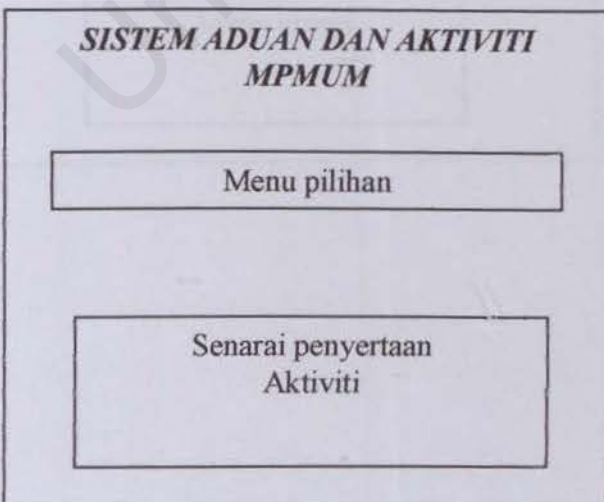 SISTEM ADUAN DAN AKTIVITI
MPMUM
Menu pilihan
Senarai penyertaan
Aktiviti